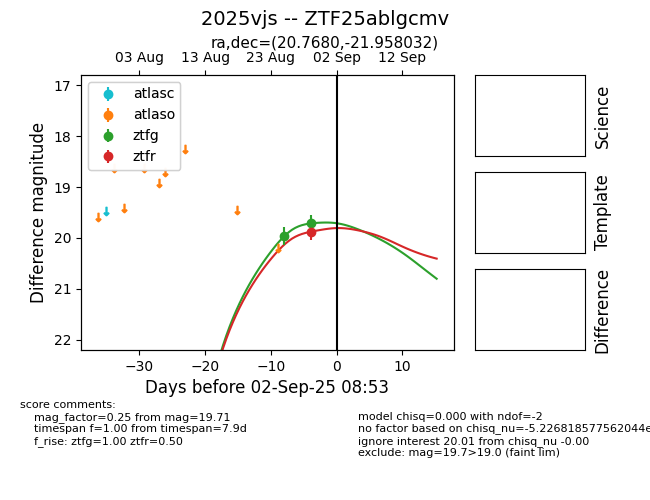 2025vjs -- ZTF25ablgcmv
ra,dec=(20.7680,-21.958032)
03 Aug 13 Aug 23 Aug 02 Sep 12 Sep
atlasc
atlaso
ztfg
ztfr
17
18
19
20
21
22
Difference magnitude
−30 −20 −10 0 10
Days before 02-Sep-25 08:53
Science
Template
Difference
score comments:
mag_factor=0.25 from mag=19.71
timespan f=1.00 from timespan=7.9d
f_rise: ztfg=1.00 ztfr=0.50
model chisq=0.000 with ndof=-2
no factor based on chisq_nu=-5.226818577562044e
ignore interest 20.01 from chisq_nu -0.00
exclude: mag=19.7>19.0 (faint lim)